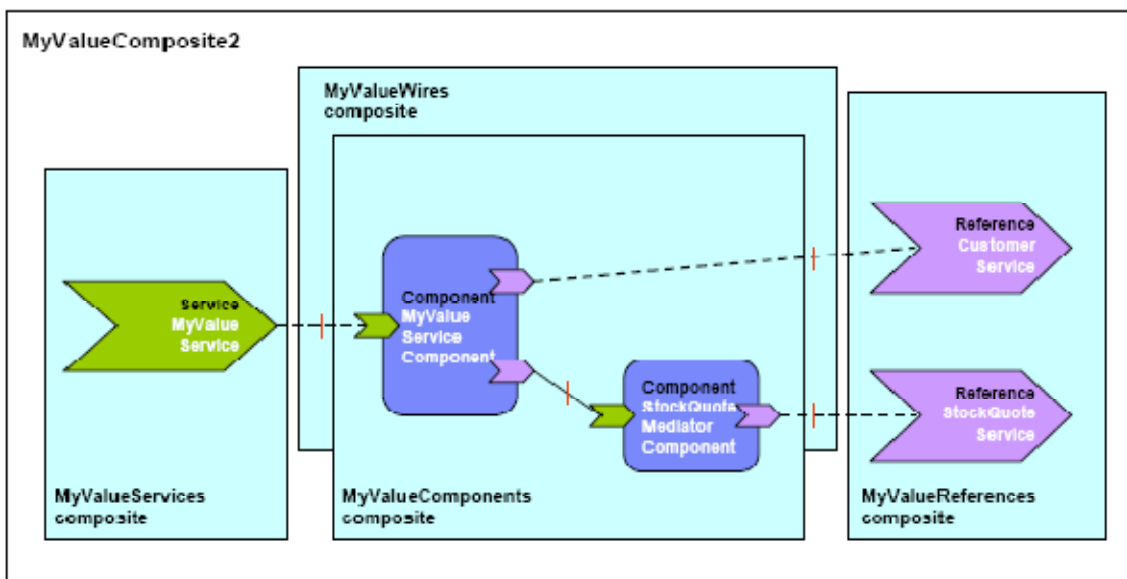 MyValueComposite2
MyValueWires
composite
Service
MyValue
Service
Component
MyValue
Service
Component
Component
StockQuote
Mediator
Component
Reference
Customer
Service
Reference
StockQuote
Service
MyValueServices
composite
MyValueComponents
composite
MyValueReferences
composite